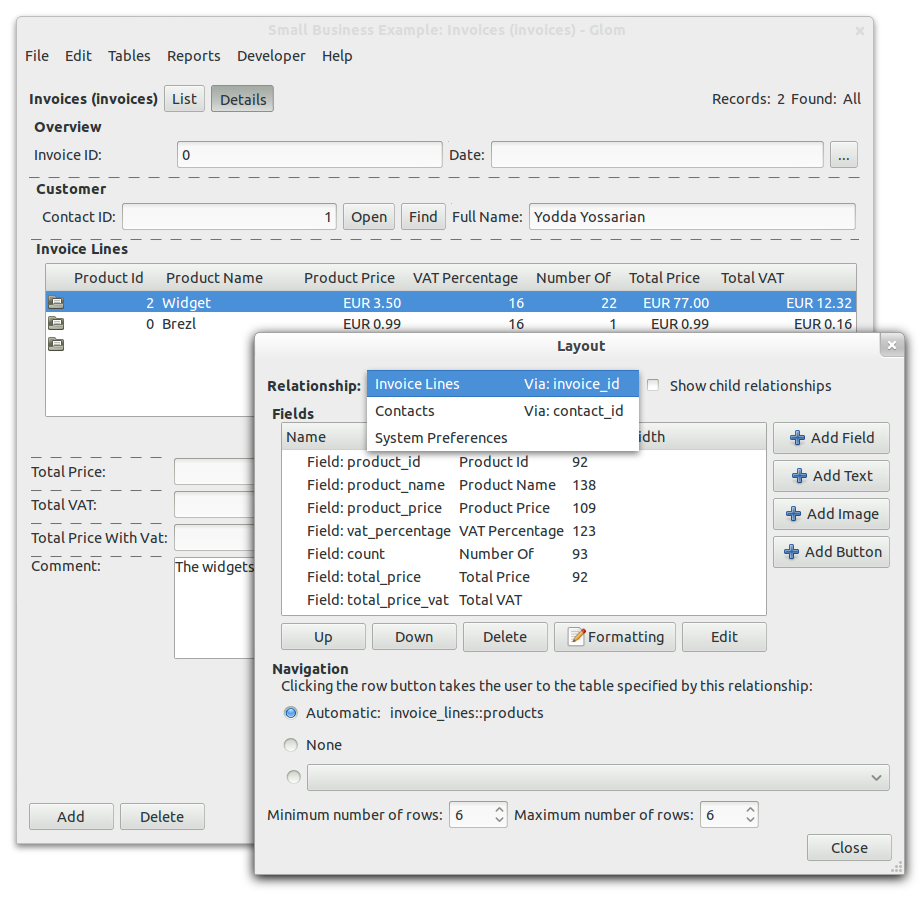 Small Business Example: Invoices (invoices) - Glom
File Edit Tables Reports Developer Help
Invoices (invoices) List Details Records: 2 Found: All
Overview
Invoice ID: 0 Date: ...
Customer
Contact ID: 1 Open Find Full Name: Yodda Yossarian
Invoice Lines
Product Id Product Name Product Price VAT Percentage Number Of Total Price Total VAT
2 Widget EUR 3.50 16 22 EUR 77.00 EUR 12.32
0 Brezl EUR 0.99 16 1 EUR 0.99 EUR 0.16
Total Price:
Total VAT:
Total Price With Vat:
Comment: The widgets
Add Delete
Layout
Relationship: Invoice Lines Via: invoice_id Show child relationships
Contacts Via: contact_id
System Preferences
Fields
Name idth
Field: product_id Product Id 92
Field: product_name Product Name 138
Field: product_price Product Price 109
Field: vat_percentage VAT Percentage 123
Field: count Number Of 93
Field: total_price Total Price 92
Field: total_price_vat Total VAT
Add Field
Add Text
Add Image
Add Button
Up Down Delete Formatting Edit
Navigation
Clicking the row button takes the user to the table specified by this relationship:
Automatic: invoice_lines::products
None
Minimum number of rows: 6 Maximum number of rows: 6
Close